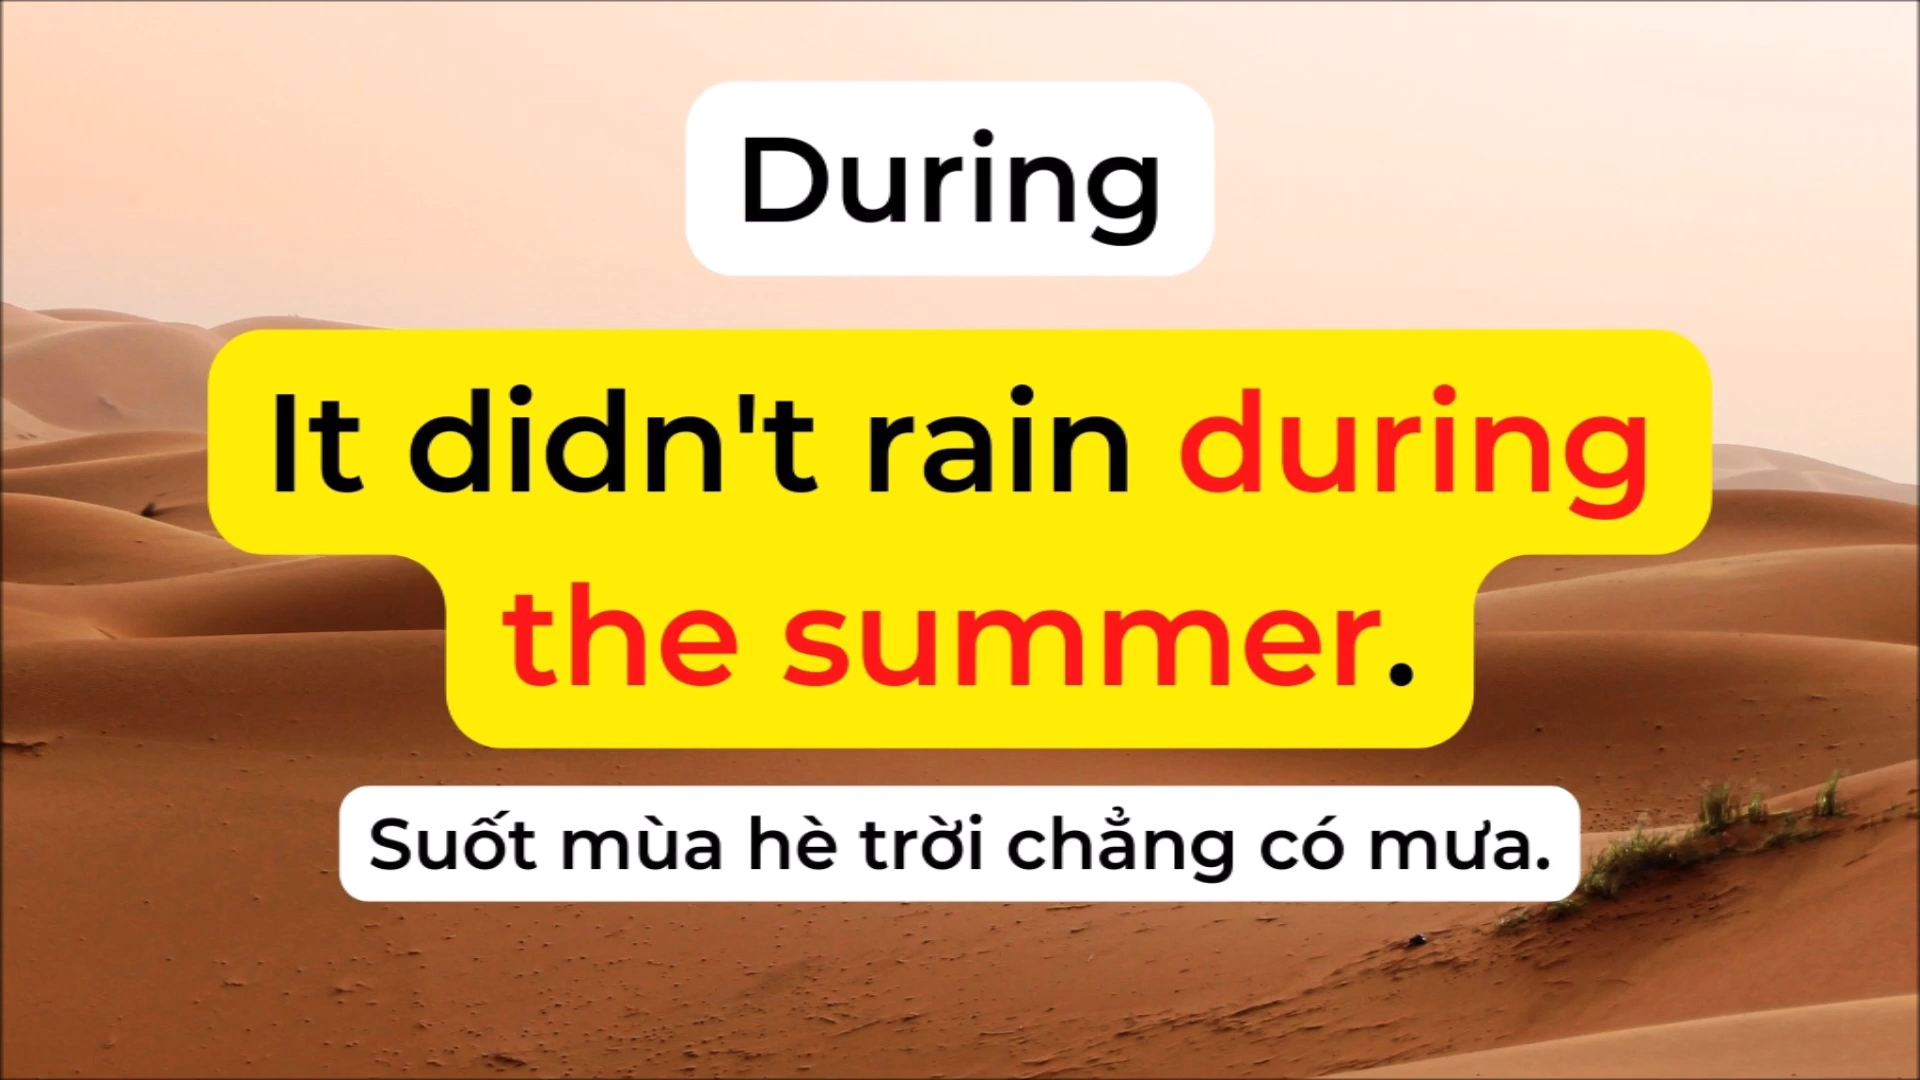 During
It didn't rain during
the summer.
Suốt mùa hè trời chẳng có mưa.